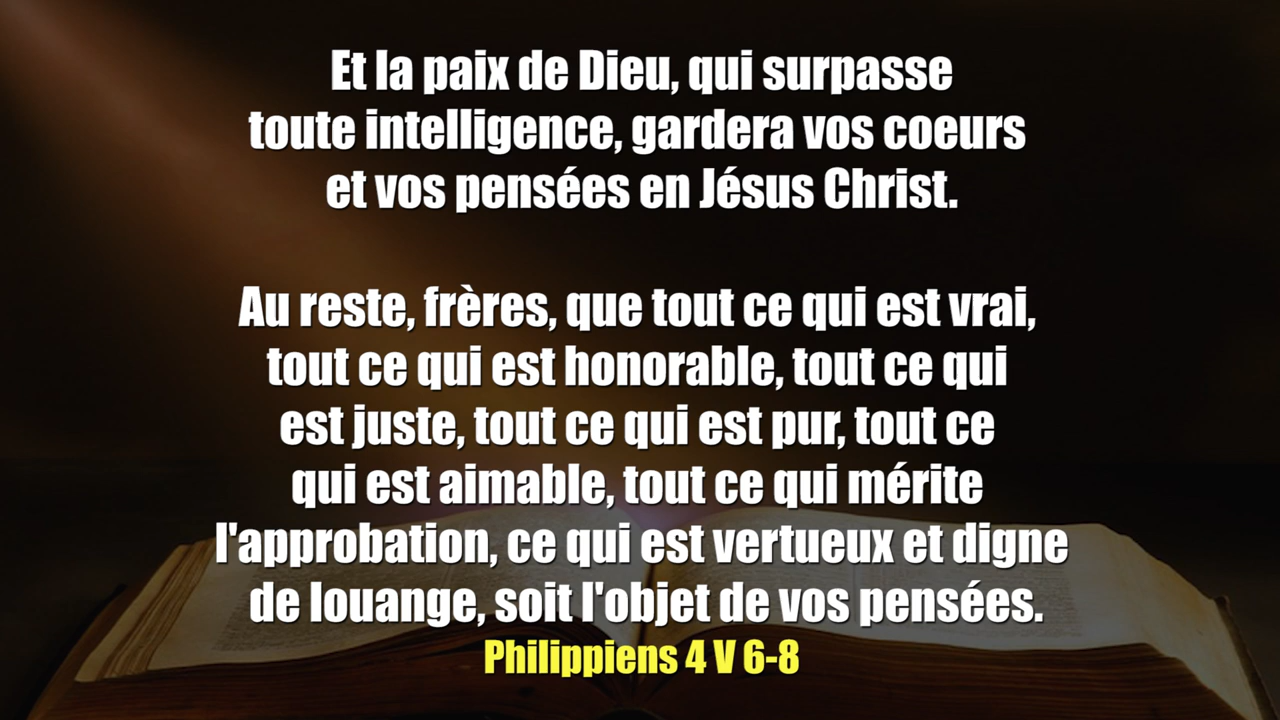 Et la paix de Dieu, qui surpasse
toute intelligence, gardera vos coeurs
et vos pensées en Jésus Christ.
Au reste, frères, que tout ce qui est vrai,
tout ce qui est honorable, tout ce qui
est juste, tout ce qui est pur, tout ce
qui est aimable, tout ce qui mérite
l'approbation, ce qui est vertueux et digne
de louange, soit l'objet de vos pensées.
Philippiens 4 V 6-8